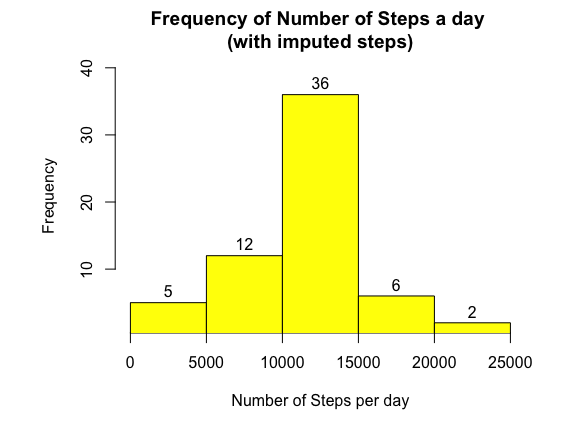 Frequency of Number of Steps a day
(with imputed steps)
40
36
30
Frequency
20
12
10
5
6
2
0 5000 10000 15000 20000 25000
Number of Steps per day